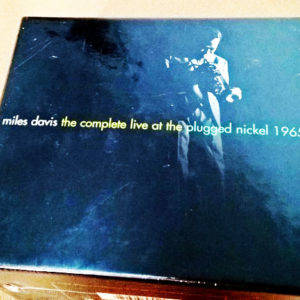 miles davis the complete live at the plugged nickel 1965